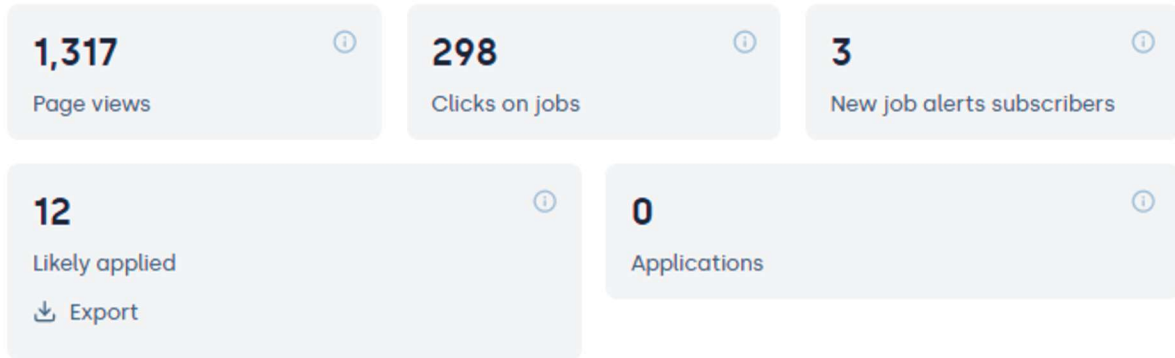 1,317
Page views
298
Clicks on jobs
3
New job alerts subscribers
12
Likely applied
Export
0
Applications